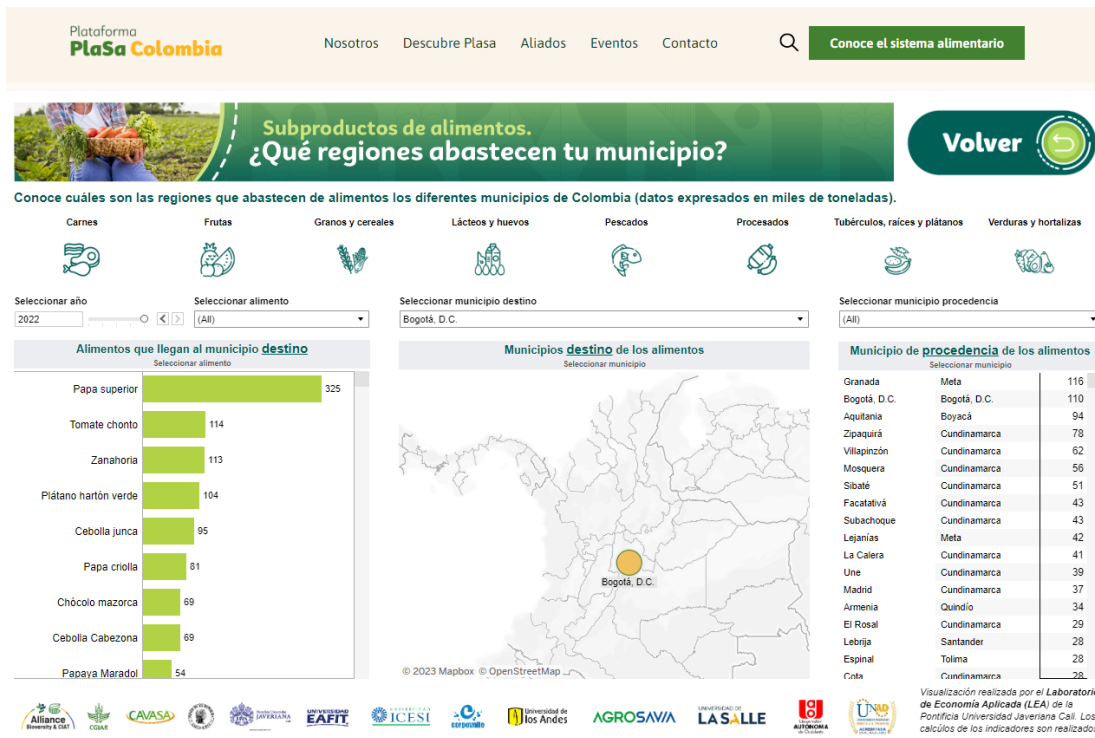 Plataforma
PlaSa Colombia
Nosotros Descubre Plasa Aliados Eventos Contacto
Conoce el sistema alimentario
Subproductos de alimentos.
¿Qué regiones abastecen tu municipio?
Volver
Conoce cuáles son las regiones que abastecen de alimento los diferentes municipios de Colombia (datos expresados en miles de toneladas).
Carnes Frutas Granos y cereales Lácteos y huevos Pescados Procesados Tubérculos, raíces y plátanos Verduras y hortalizas
Seleccionar año Seleccionar alimento Seleccionar municipio destino Seleccionar municipio procedencia
2022 (All) Bogotá, D.C. (All)
Alimentos que llegan al municipio destino
Seleccionar alimento
Papa superior 325
Tomate chonto 114
Zanahoria 113
Plátano hartón verde 104
Cebolla junca 95
Papa criolla 81
Chócolo mazorca 69
Cebolla Cabezona 69
Papaya Maradol 54
Municipios destino de los alimentos
Seleccionar municipio
Bogotá, D.C.
© 2023 Mapbox © OpenStreetMap
Municipio de procedencia de los alimentos
Seleccionar municipio
Granada Meta 116
Bogotá, D.C. Bogotá, D.C. 110
Aquitania Boyacá 94
Zipaquirá Cundinamarca 78
Villapinzón Cundinamarca 62
Mosquera Cundinamarca 56
Sibaté Cundinamarca 51
Facatativá Cundinamarca 43
Subachoque Cundinamarca 43
Lejanías Meta 42
La Calera Cundinamarca 41
Une Cundinamarca 39
Madrid Cundinamarca 37
Armenia Quindío 34
El Rosal Cundinamarca 29
Lebrija Santander 28
Espinal Tolima 28
Cota Cundinamarca 28
Alliance
Bioversity & CIAT
CGIAR
CAVASA
JAVERIANA
UNIVERSIDAD
EAFIT
ICESI
corpovalle
Universidad de
los Andes
AGROSAVIA
UNIVERSIDAD DE
LA SALLE
AUTÓNOMA
de Occidente
UNAD
Visualización realizada por el Laboratorio
de Economía Aplicada (LEA) de la
Pontificia Universidad Javeriana Cali. Los
calcúlos de los indicadores son realizados